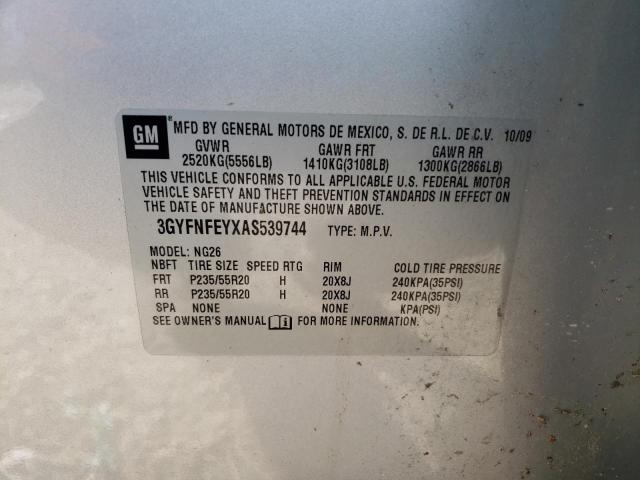 GM® MFD BY GENERAL MOTORS DE MEXICO, S. DE R.L. DE C.V. 10/09
GVWR GAWR FRT GAWR RR
2520KG(5556LB) 1410KG(3108LB) 1300KG(2866LB)
THIS VEHICLE CONFORMS TO ALL APPLICABLE U.S. FEDERAL MOTOR
VEHICLE SAFETY AND THEFT PREVENTION STANDARDS IN EFFECT ON
THE DATE OF MANUFACTURE SHOWN ABOVE.
3GYFNFEYXAS539744 TYPE: M.P.V.
MODEL: NG26
NBFT TIRE SIZE SPEED RTG RIM COLD TIRE PRESSURE
FRT P235/55R20 H 20X8J 240KPA(35PSI)
RR P235/55R20 H 20X8J 240KPA(35PSI)
SPA NONE NONE KPA(PSI)
SEE OWNER'S MANUAL FOR MORE INFORMATION.